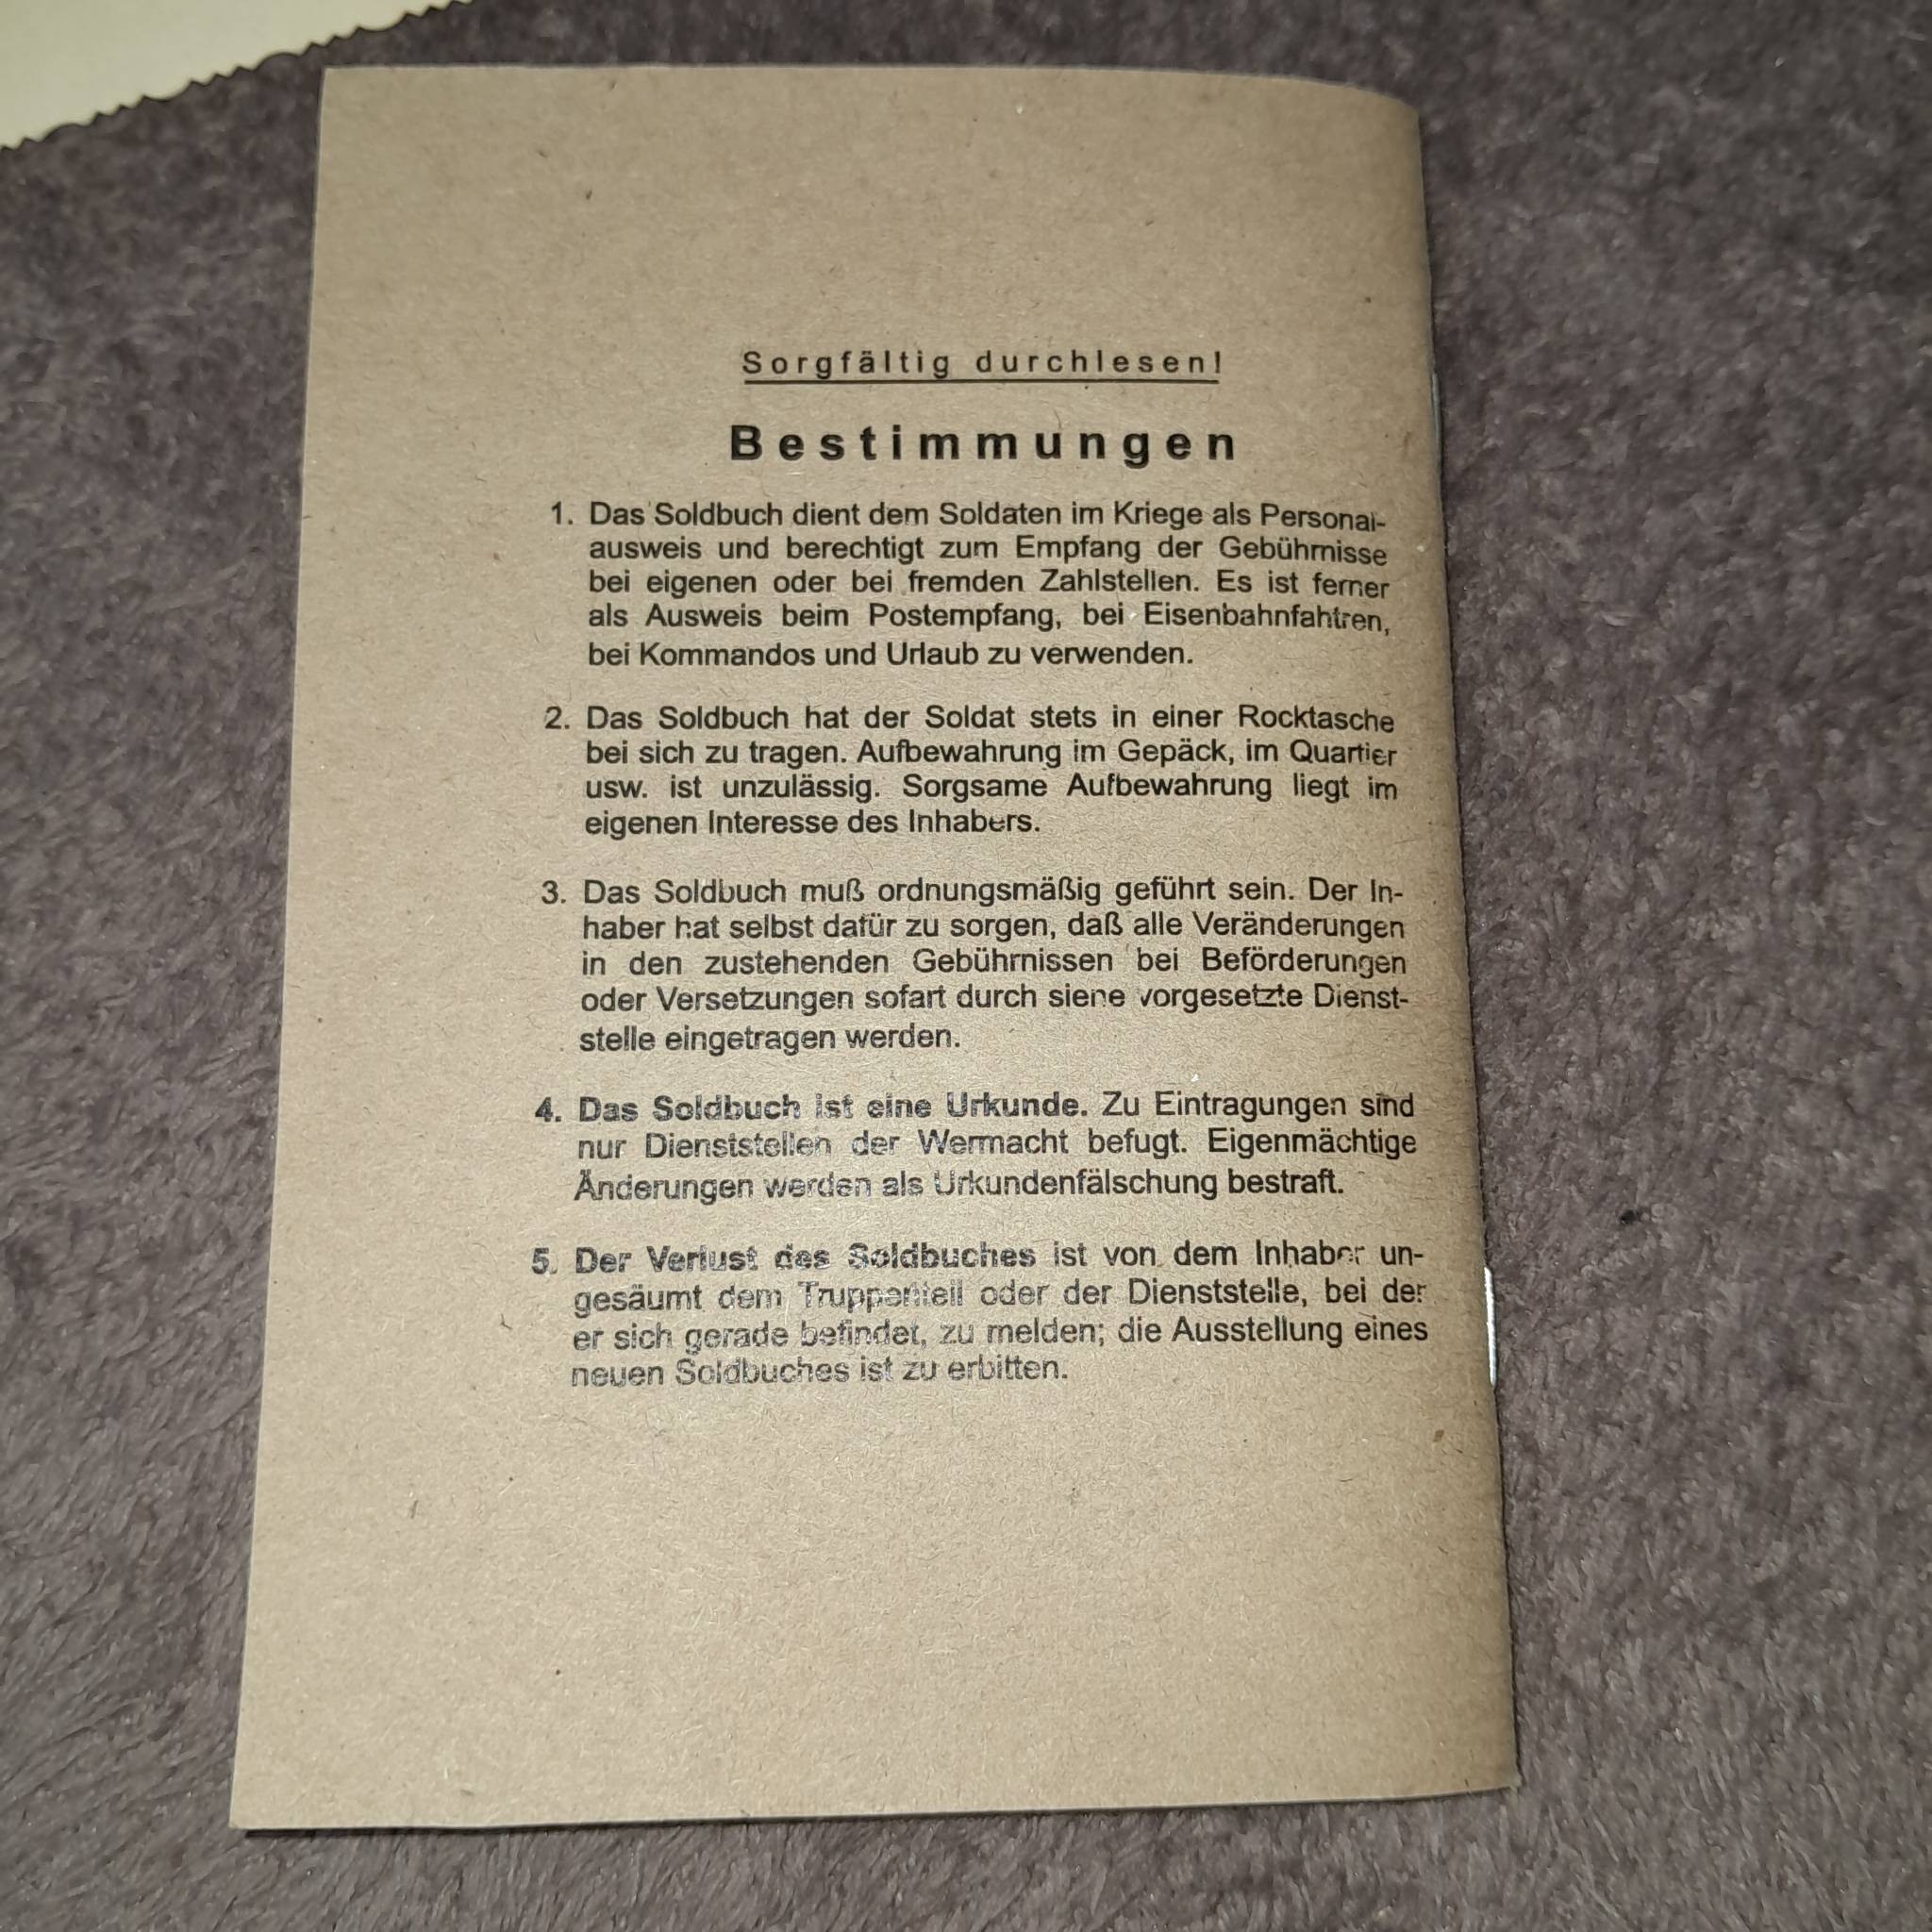 Sorgfältig durchlesen!
Bestimmungen
1. Das Soldbuch dient dem Soldaten im Kriege als Personal-
ausweis und berechtigt zum Empfang der Gebührnisse
bei eigenen oder bei fremden Zahlstellen. Es ist ferner
als Ausweis beim Postempfang, bei Eisenbahnfahtren,
bei Kommandos und Urlaub zu verwenden.
2. Das Soldbuch hat der Soldat stets in einer Rocktasche
bei sich zu tragen. Aufbewahrung im Gepäck, im Quartier
usw. ist unzulässig. Sorgsame Aufbewahrung liegt im
eigenen Interesse des Inhabers.
3. Das Soldbuch muß ordnungsmäßig geführt sein. Der In-
haber hat selbst dafür zu sorgen, daß alle Veränderungen
in den zustehenden Gebührnissen bei Beförderungen
oder Versetzungen sofart durch siene vorgesetzte Dienst-
stelle eingetragen werden.
4. Das Soldbuch ist eine Urkunde. Zu Eintragungen sind
nur Dienststellen der Wermacht befugt. Eigenmächtige
Änderungen werden als Urkundenfälschung bestraft.
5. Der Verlust des Soldbuches ist von dem Inhaber un-
gesäumt dem Truppenteil oder der Dienststelle, bei der
er sich gerade befindet, zu melden; die Ausstellung eines
neuen Soldbuches ist zu erbitten.